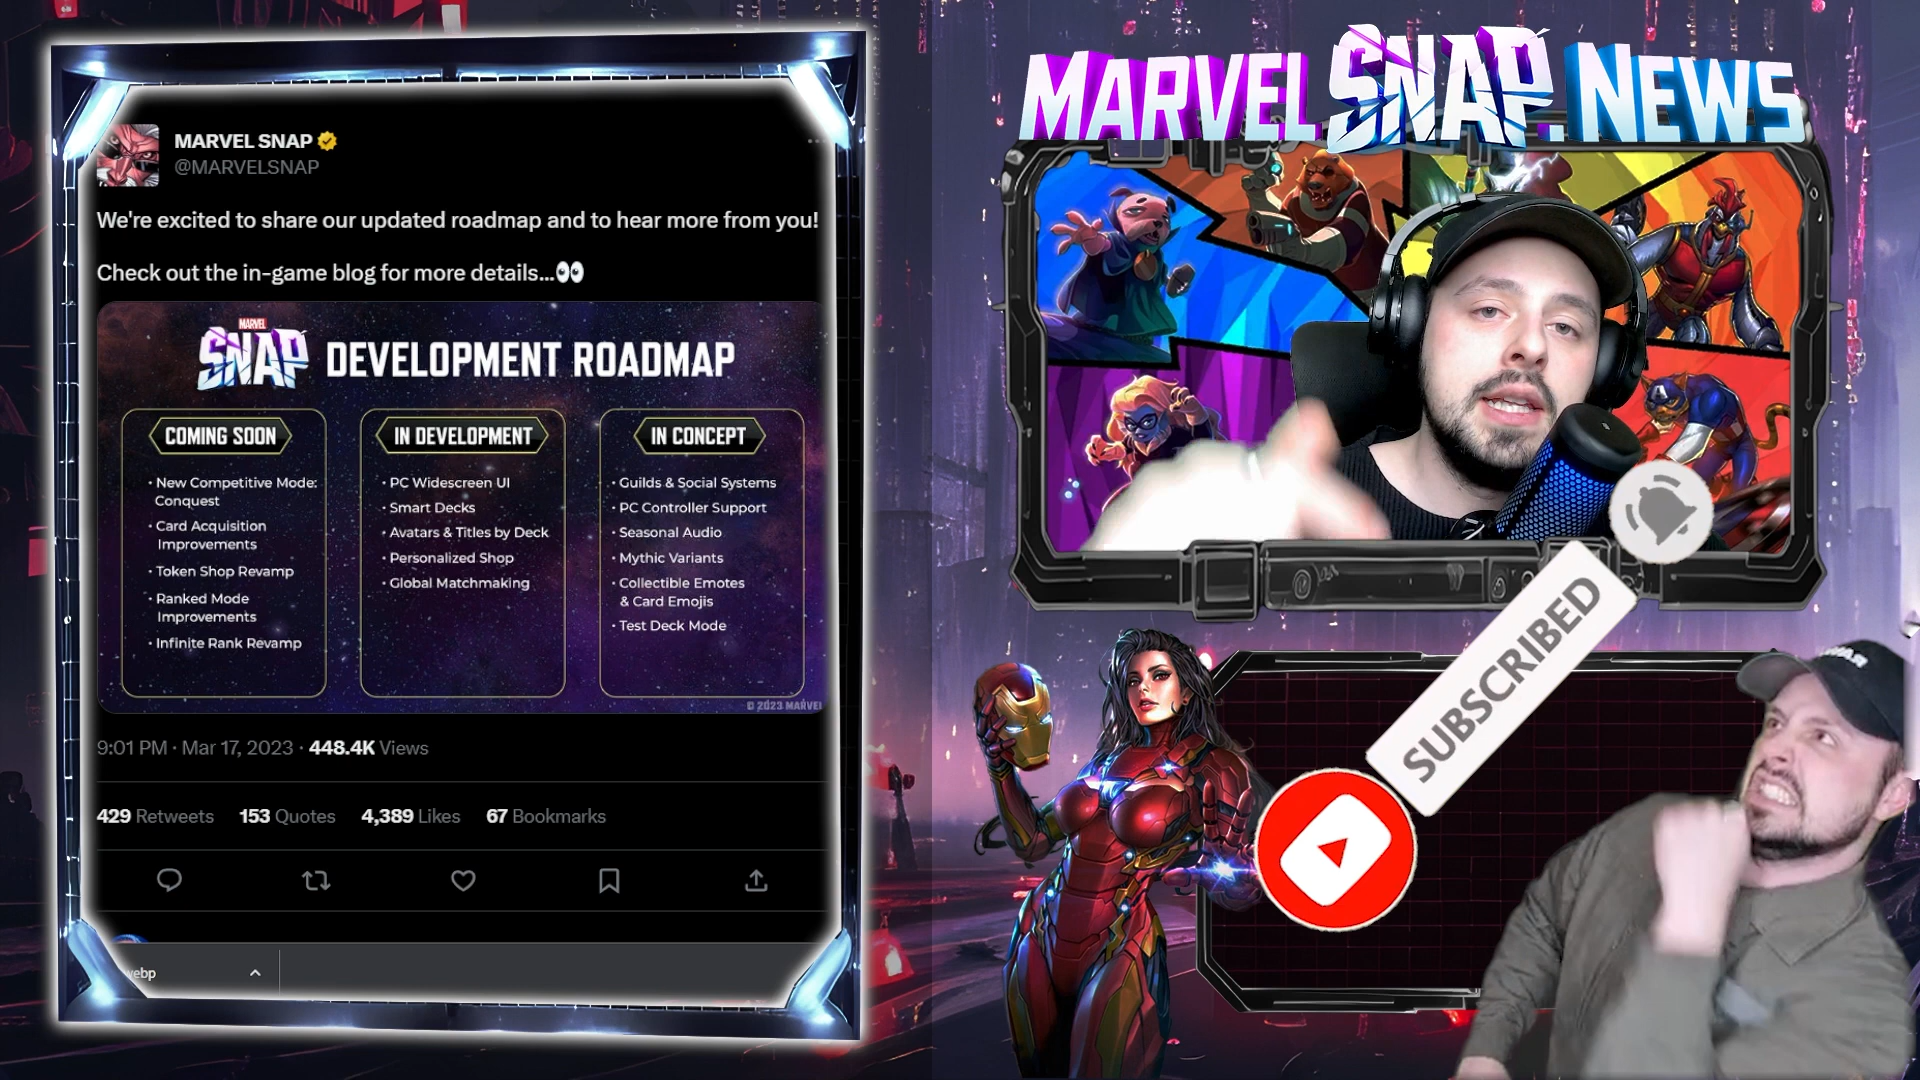 MARVEL SNAP
@MARVELSNAP
We're excited to share our updated roadmap and to hear more from you!
Check out the in-game blog for more details...👀
MARVEL
SNAP
DEVELOPMENT ROADMAP
COMING SOON
· New Competitive Mode:
Conquest
· Card Acquisition
Improvements
· Token Shop Revamp
· Ranked Mode
Improvements
· Infinite Rank Revamp
IN DEVELOPMENT
· PC Widescreen UI
· Smart Decks
· Avatars & Titles by Deck
· Personalized Shop
· Global Matchmaking
IN CONCEPT
· Guilds & Social Systems
· PC Controller Support
· Seasonal Audio
· Mythic Variants
· Collectible Emotes
& Card Emojis
· Test Deck Mode
© 2023 MARVEL
9:01 PM · Mar 17, 2023 · 448.4K Views
429 Retweets 153 Quotes 4,389 Likes 67 Bookmarks
MARVEL SNAP.NEWS
SUBSCRIBED